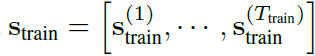 s_train = [s_train^(1), ⋯, s_train^(T_train)]